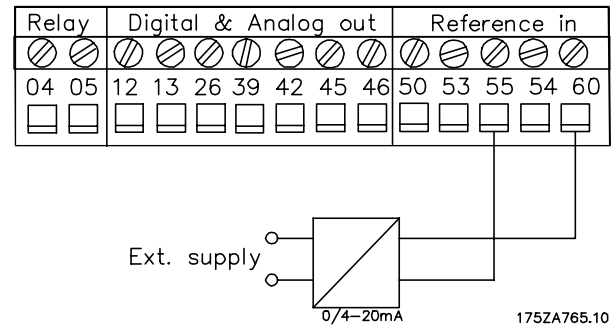 Relay Digital & Analog out Reference in
04 05 12 13 26 39 42 45 46 50 53 55 54 60
Ext. supply
0/4-20mA
175ZA765.10